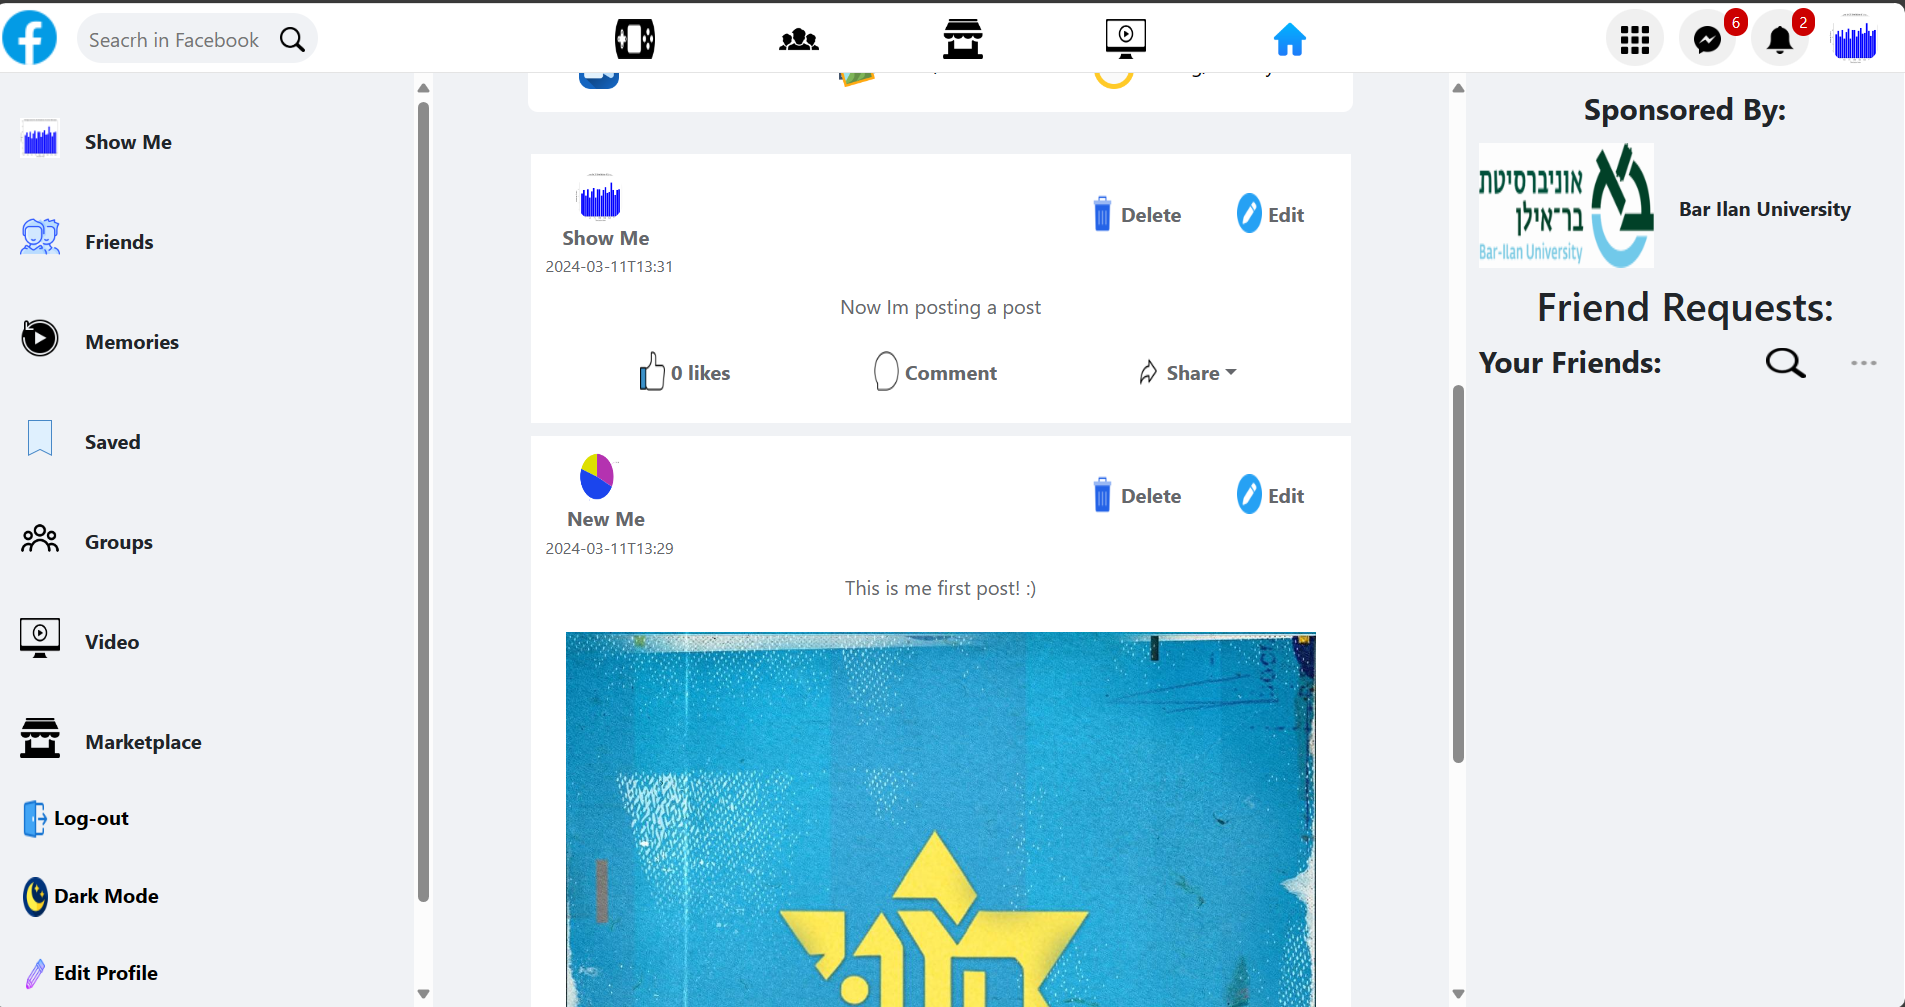 Seacrh in Facebook
6
2
Show Me
Friends
Memories
Saved
Groups
Video
Marketplace
Log-out
Dark Mode
Edit Profile
Show Me
2024-03-11T13:31
Delete
Edit
Now Im posting a post
0 likes
Comment
Share
New Me
2024-03-11T13:29
Delete
Edit
This is me first post! :)
Sponsored By:
אוניברסיטת
בר־אילן
Bar-Ilan University
Bar Ilan University
Friend Requests:
Your Friends: